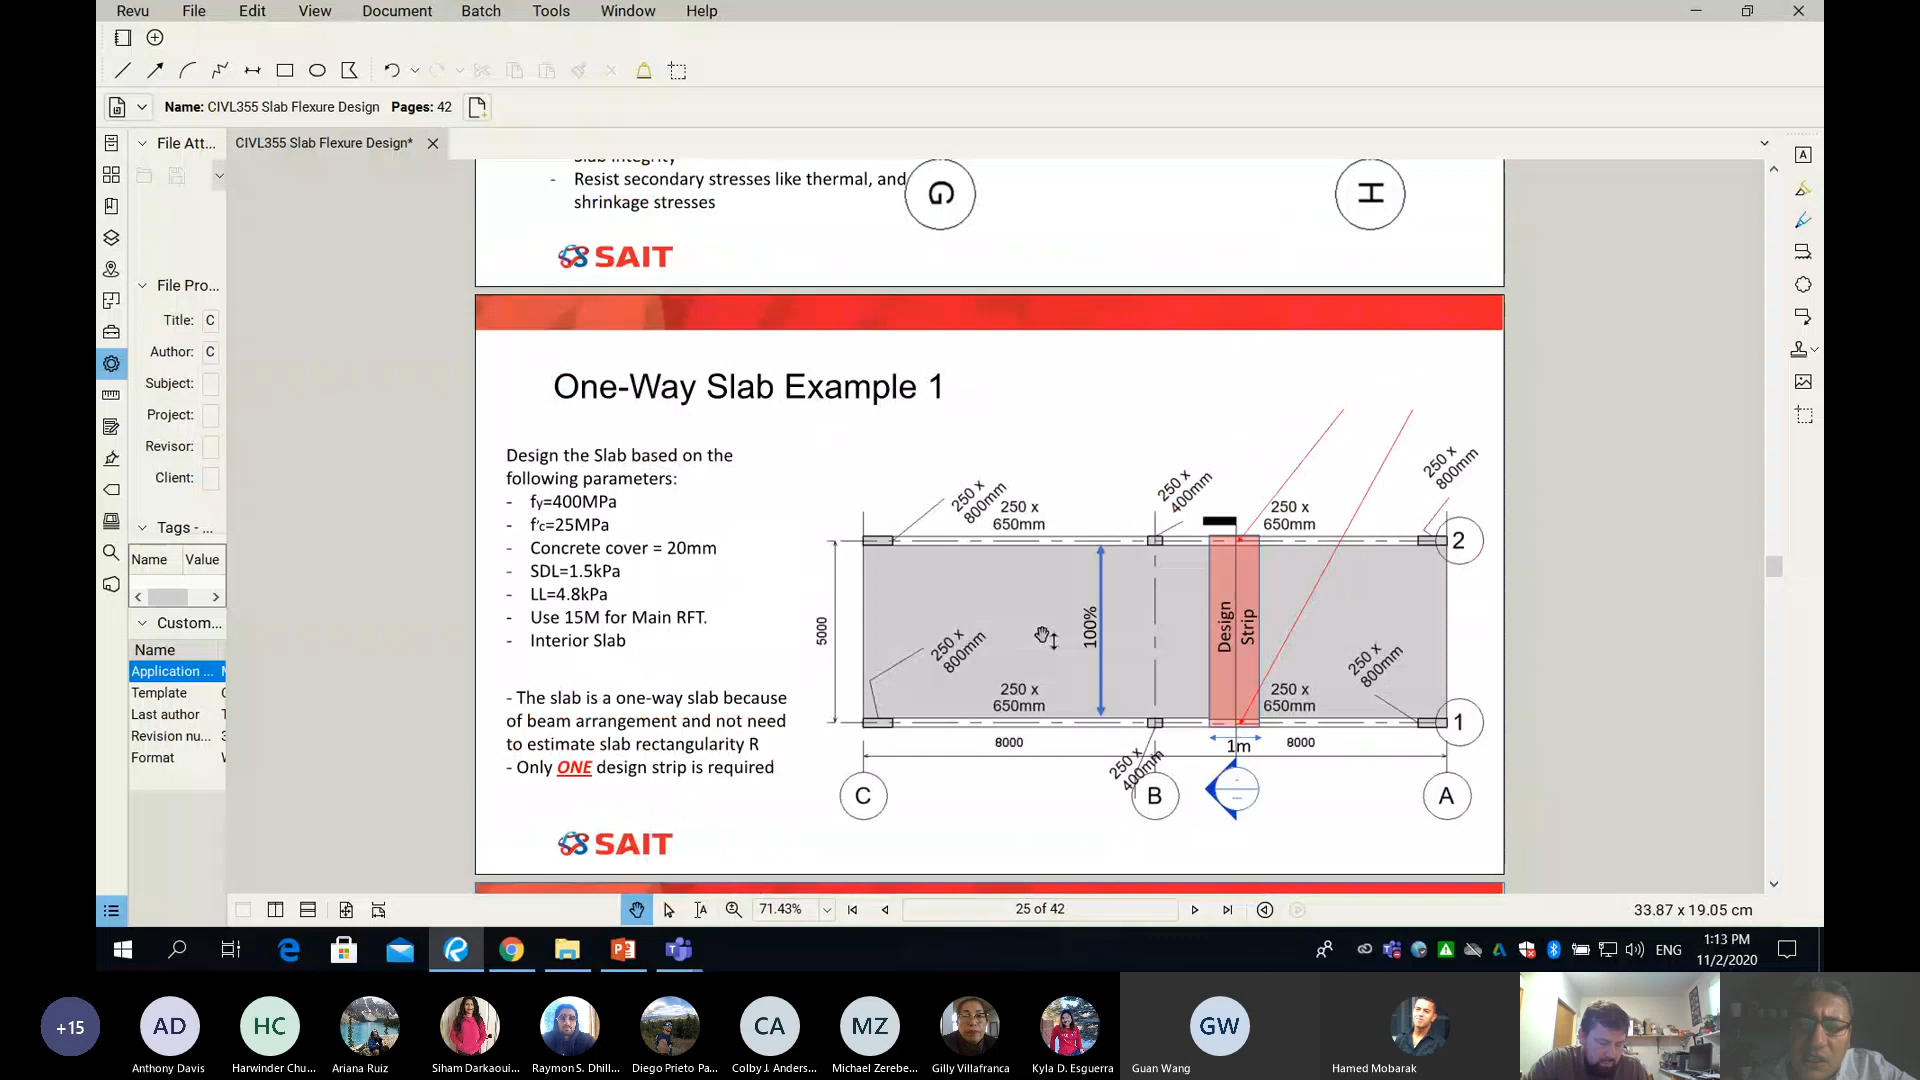 Revu File Edit View Document Batch Tools Window Help
Name: CIVL355 Slab Flexure Design Pages: 42
File Att...
CIVL355 Slab Flexure Design*
Slab integrity
- Resist secondary stresses like thermal, and
shrinkage stresses
G
H
SAIT
File Pro...
Title: C
Author: C
Subject:
Project:
Revisor:
Client:
Tags - ...
Name Value
Custom...
Name
Application ...
Template
Last author
Revision nu... 3
Format
One-Way Slab Example 1
Design the Slab based on the
following parameters:
- fy=400MPa
- f'c=25MPa
- Concrete cover = 20mm
- SDL=1.5kPa
- LL=4.8kPa
- Use 15M for Main RFT.
- Interior Slab
- The slab is a one-way slab because
of beam arrangement and not need
to estimate slab rectangularity R
- Only ONE design strip is required
SAIT
250 x
800mm
250 x
650mm
250 x
400mm
250 x
650mm
250 x
800mm
2
5000
250 x
800mm
100%
Design
Strip
250 x
800mm
250 x
650mm
250 x
650mm
1
8000
1m
8000
250 x
400mm
C
B
A
71.43%
25 of 42
33.87 x 19.05 cm
ENG
1:13 PM
11/2/2020
+15
AD
HC
CA
MZ
GW
Anthony Davis
Harwinder Chu...
Ariana Ruiz
Siham Darkaoui...
Raymon S. Dhill...
Diego Prieto Pa...
Colby J. Anders...
Michael Zerebe...
Gilly Villafranca
Kyla D. Esguerra
Guan Wang
Hamed Mobarak